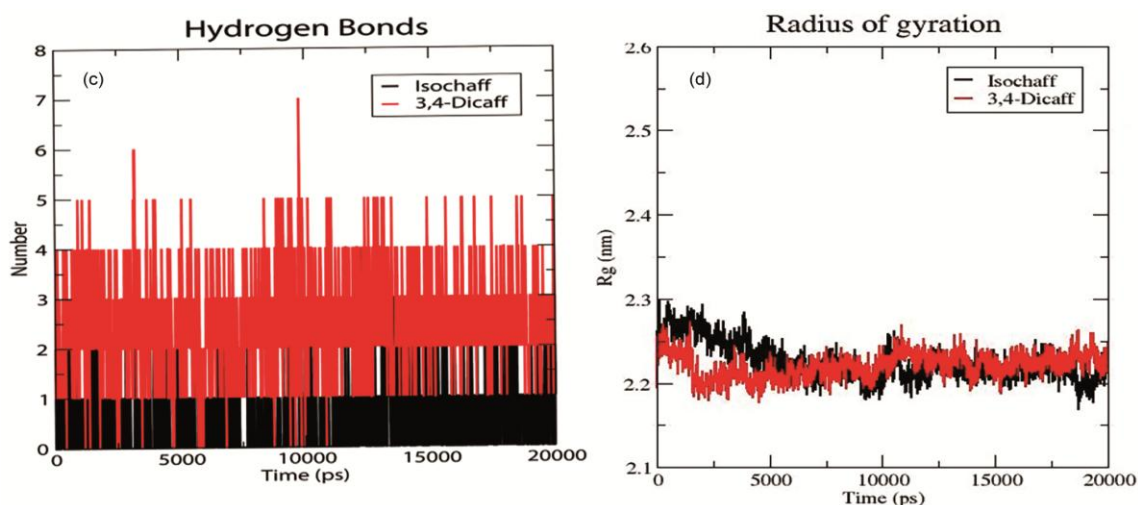 Hydrogen Bonds
(c)
Isochaff
3,4-Dicaff
8
7
6
5
4
3
2
1
0
Number
0
5000
10000
15000
20000
Time (ps)
Radius of gyration
(d)
Isochaff
3,4-Dicaff
2.6
2.5
2.4
2.3
2.2
2.1
Rg (nm)
0
5000
10000
15000
20000
Time (ps)